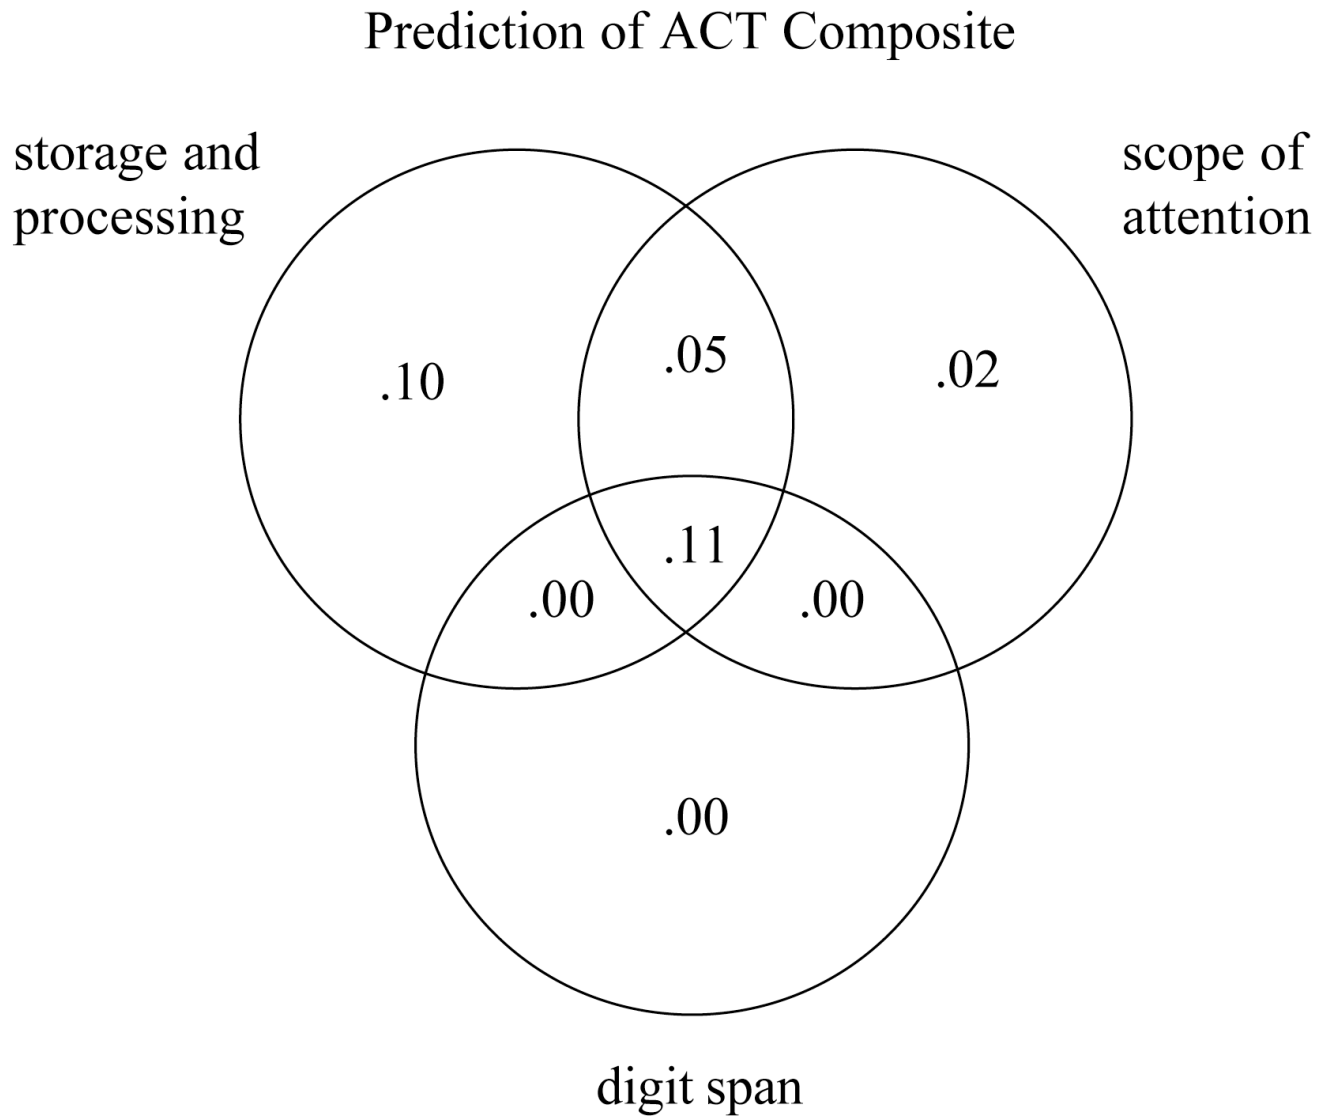 Prediction of ACT Composite
storage and
processing
scope of
attention
.05
.02
.10
.11
.00
.00
.00
digit span